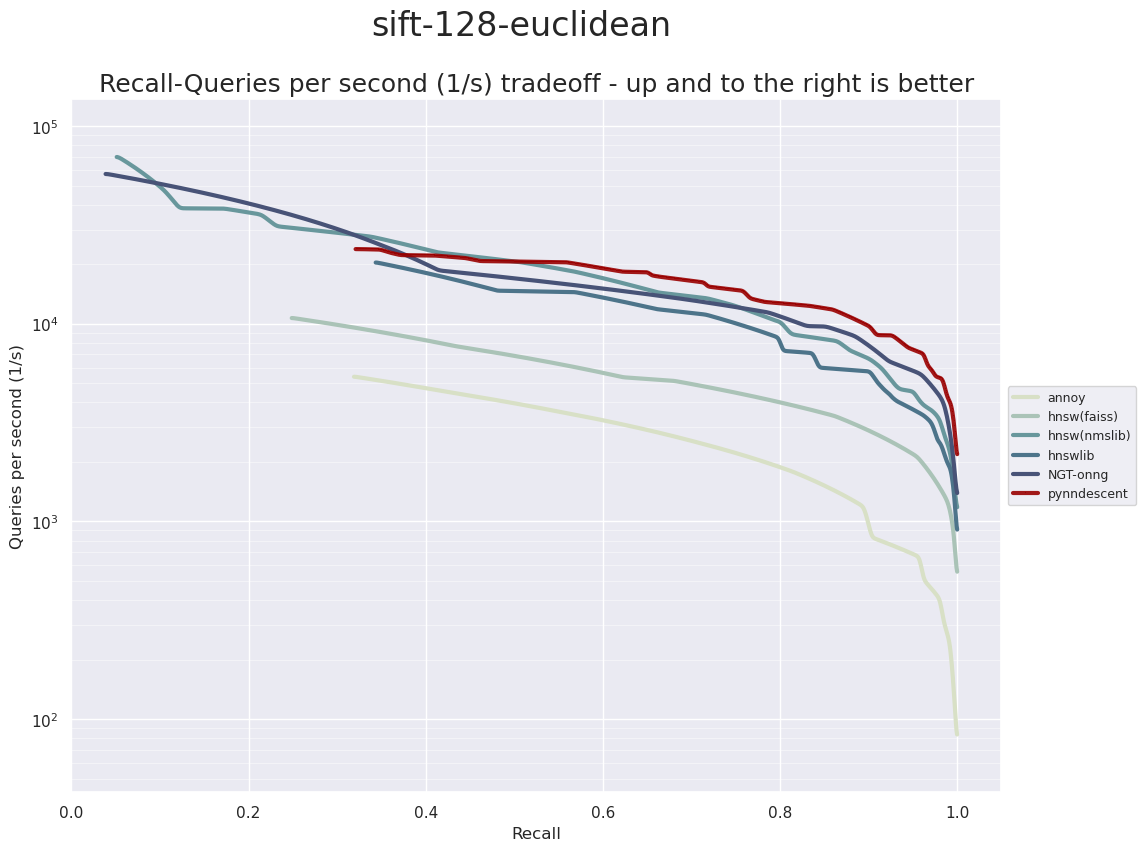 sift-128-euclidean
Recall-Queries per second (1/s) tradeoff - up and to the right is better
10⁵
10⁴
10³
10²
Queries per second (1/s)
0.0 0.2 0.4 0.6 0.8 1.0
Recall
annoy
hnsw(faiss)
hnsw(nmslib)
hnswlib
NGT-onng
pynndescent